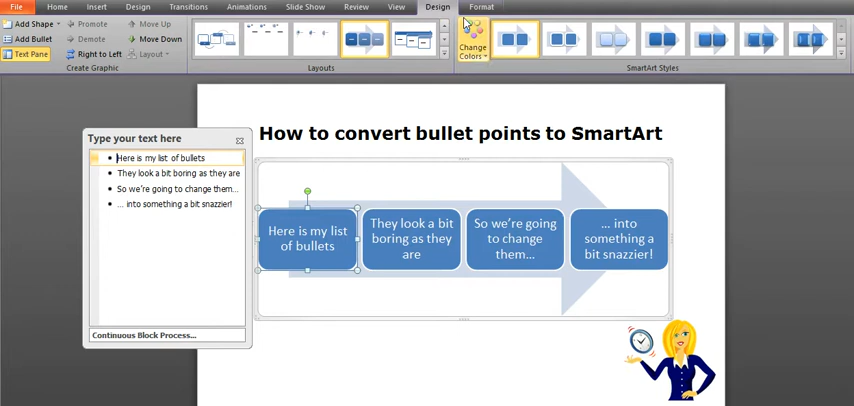 File Home Insert Design Transitions Animations Slide Show Review View Design Format
Add Shape Promote Move Up
Add Bullet Demote Move Down
Text Pane Right to Left Layout
Create Graphic
Layouts
Change
Colors
SmartArt Styles
Type your text here
Here is my list of bullets
They look a bit boring as they are
So we're going to change them...
... into something a bit snazzier!
Continuous Block Process...
How to convert bullet points to SmartArt
Here is my list
of bullets
They look a bit
boring as they
are
So we're going
to change
them...
... into
something a
bit snazzier!